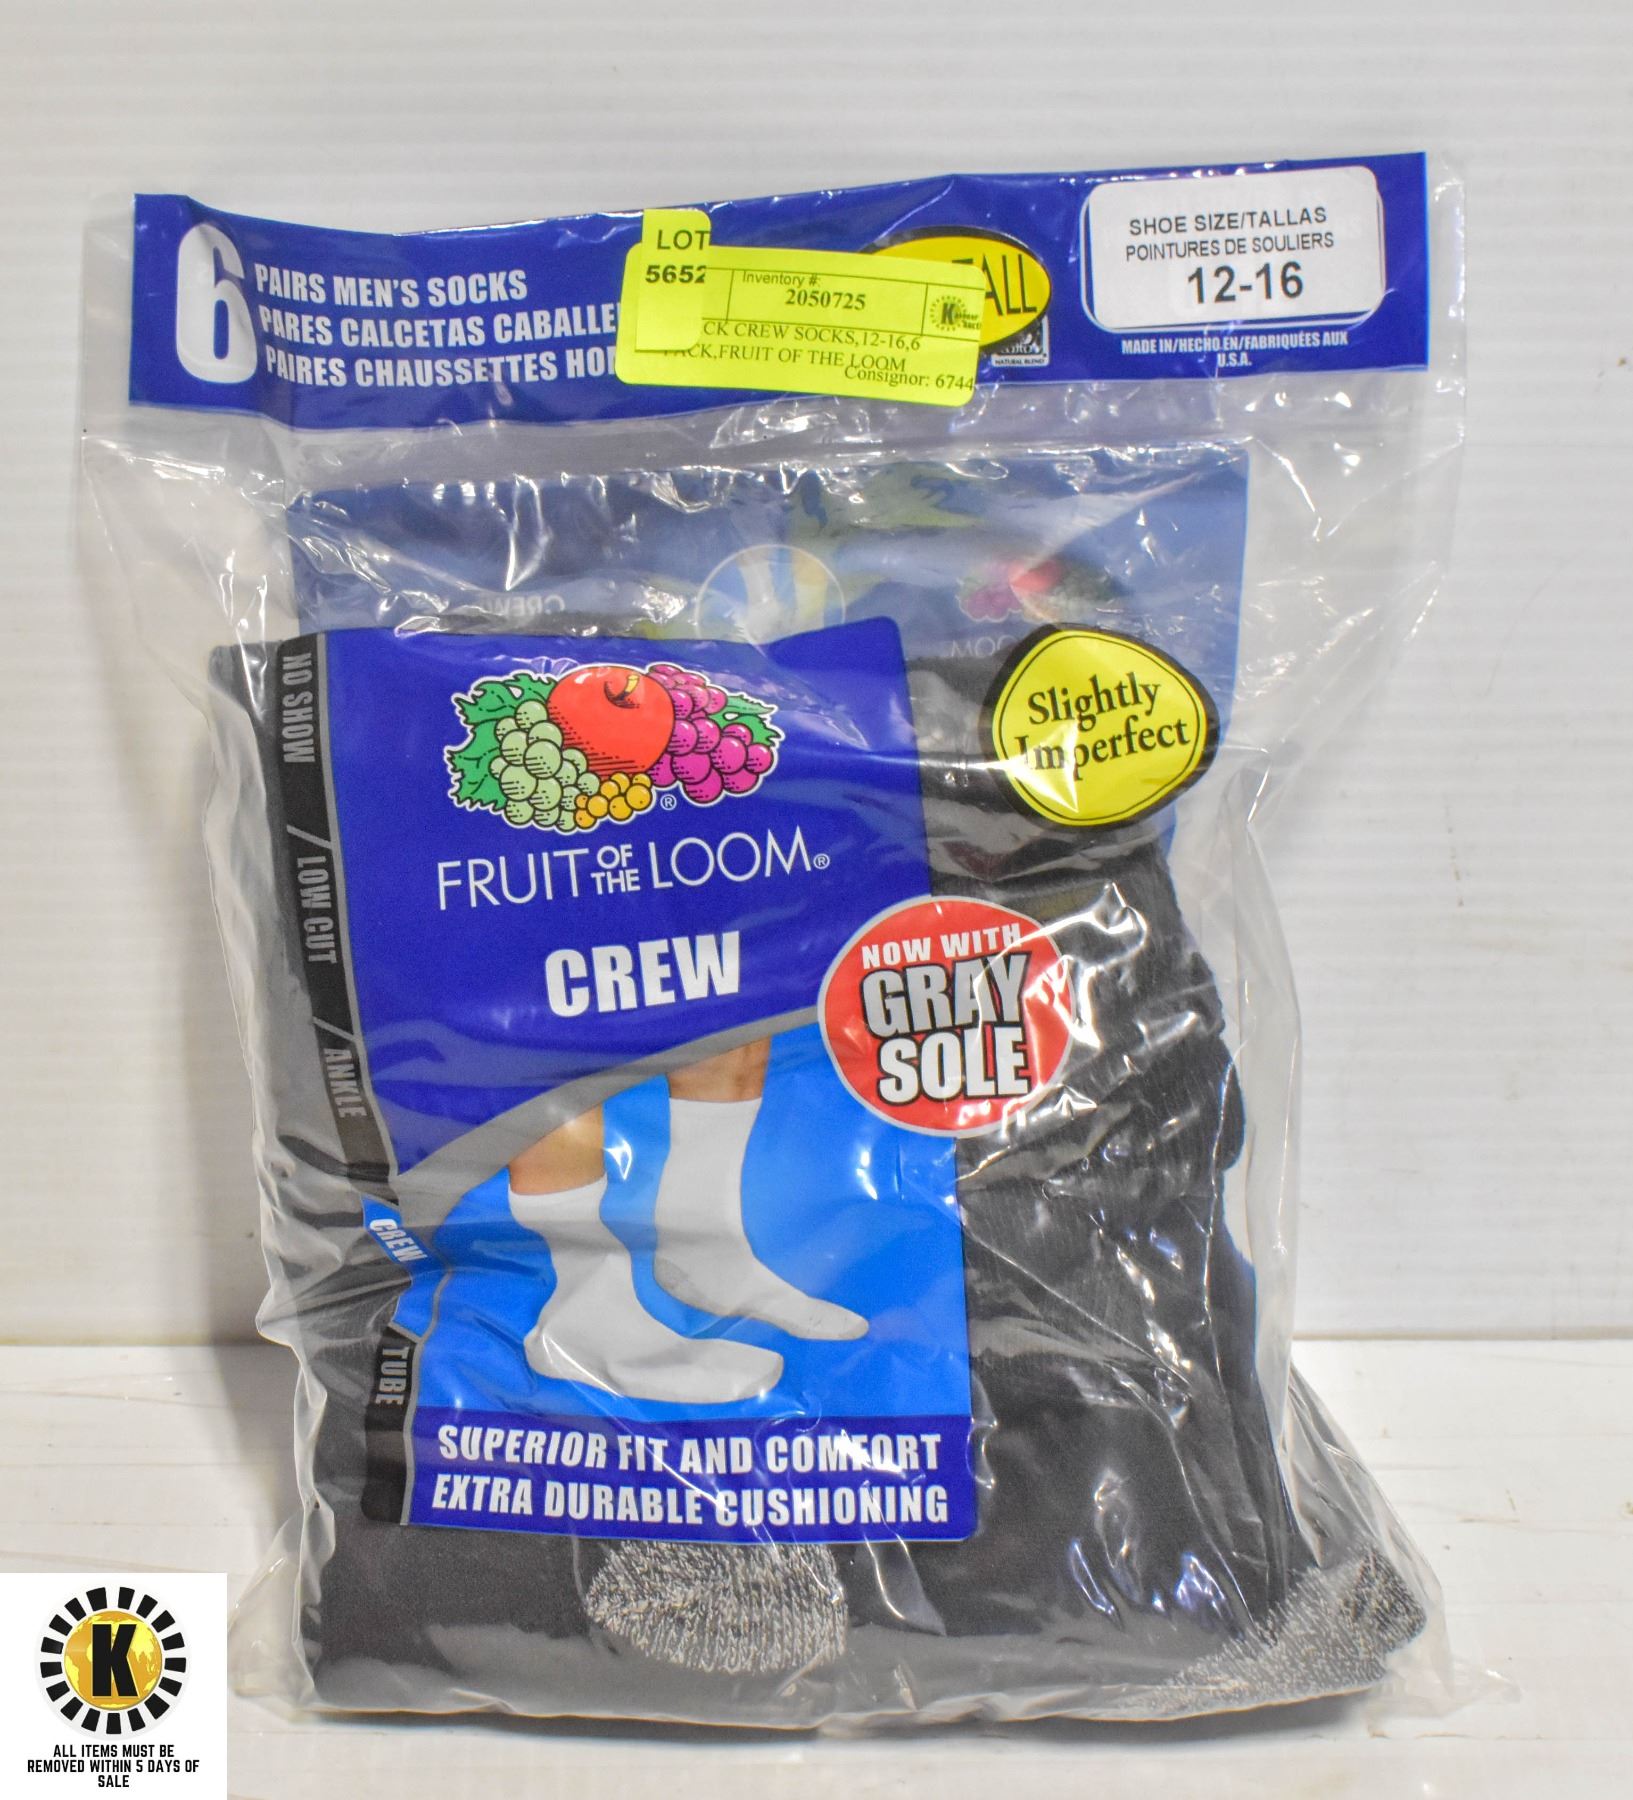 6
PAIRS MEN'S SOCKS
PARES CALCETAS
PAIRES CHAUSSETTES
LOT
5652
Inventory #:
2050725
CREW SOCKS,12-16,6
PACK,FRUIT OF THE LOOM
Consignor: 6744
SHOE SIZE/TALLAS
POINTURES DE SOULIERS
12-16
MADE IN/HECHO EN/FABRIQUÉES AUX
U.S.A.
NATURAL BLEND
NO SHOW
LOW CUT
ANKLE
CREW
TUBE
FRUIT OF THE LOOM®
CREW
Slightly
Imperfect
NOW WITH
GRAY
SOLE
SUPERIOR FIT AND COMFORT
EXTRA DURABLE CUSHIONING
K
ALL ITEMS MUST BE
REMOVED WITHIN 5 DAYS OF
SALE